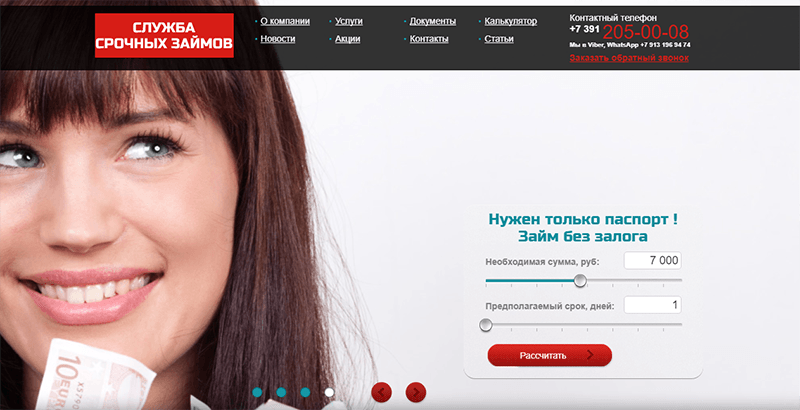 СЛУЖБА
СРОЧНЫХ ЗАЙМОВ
О компании
Услуги
Документы
Калькулятор
Новости
Акции
Контакты
Статьи
Контактный телефон
+7 391 205-00-08
Мы в Viber, WhatsApp +7 913 196 94 74
Заказать обратный звонок
Нужен только паспорт !
Займ без залога
Необходимая сумма, руб: 7 000
Предполагаемый срок, дней: 1
Рассчитать
10 EURO